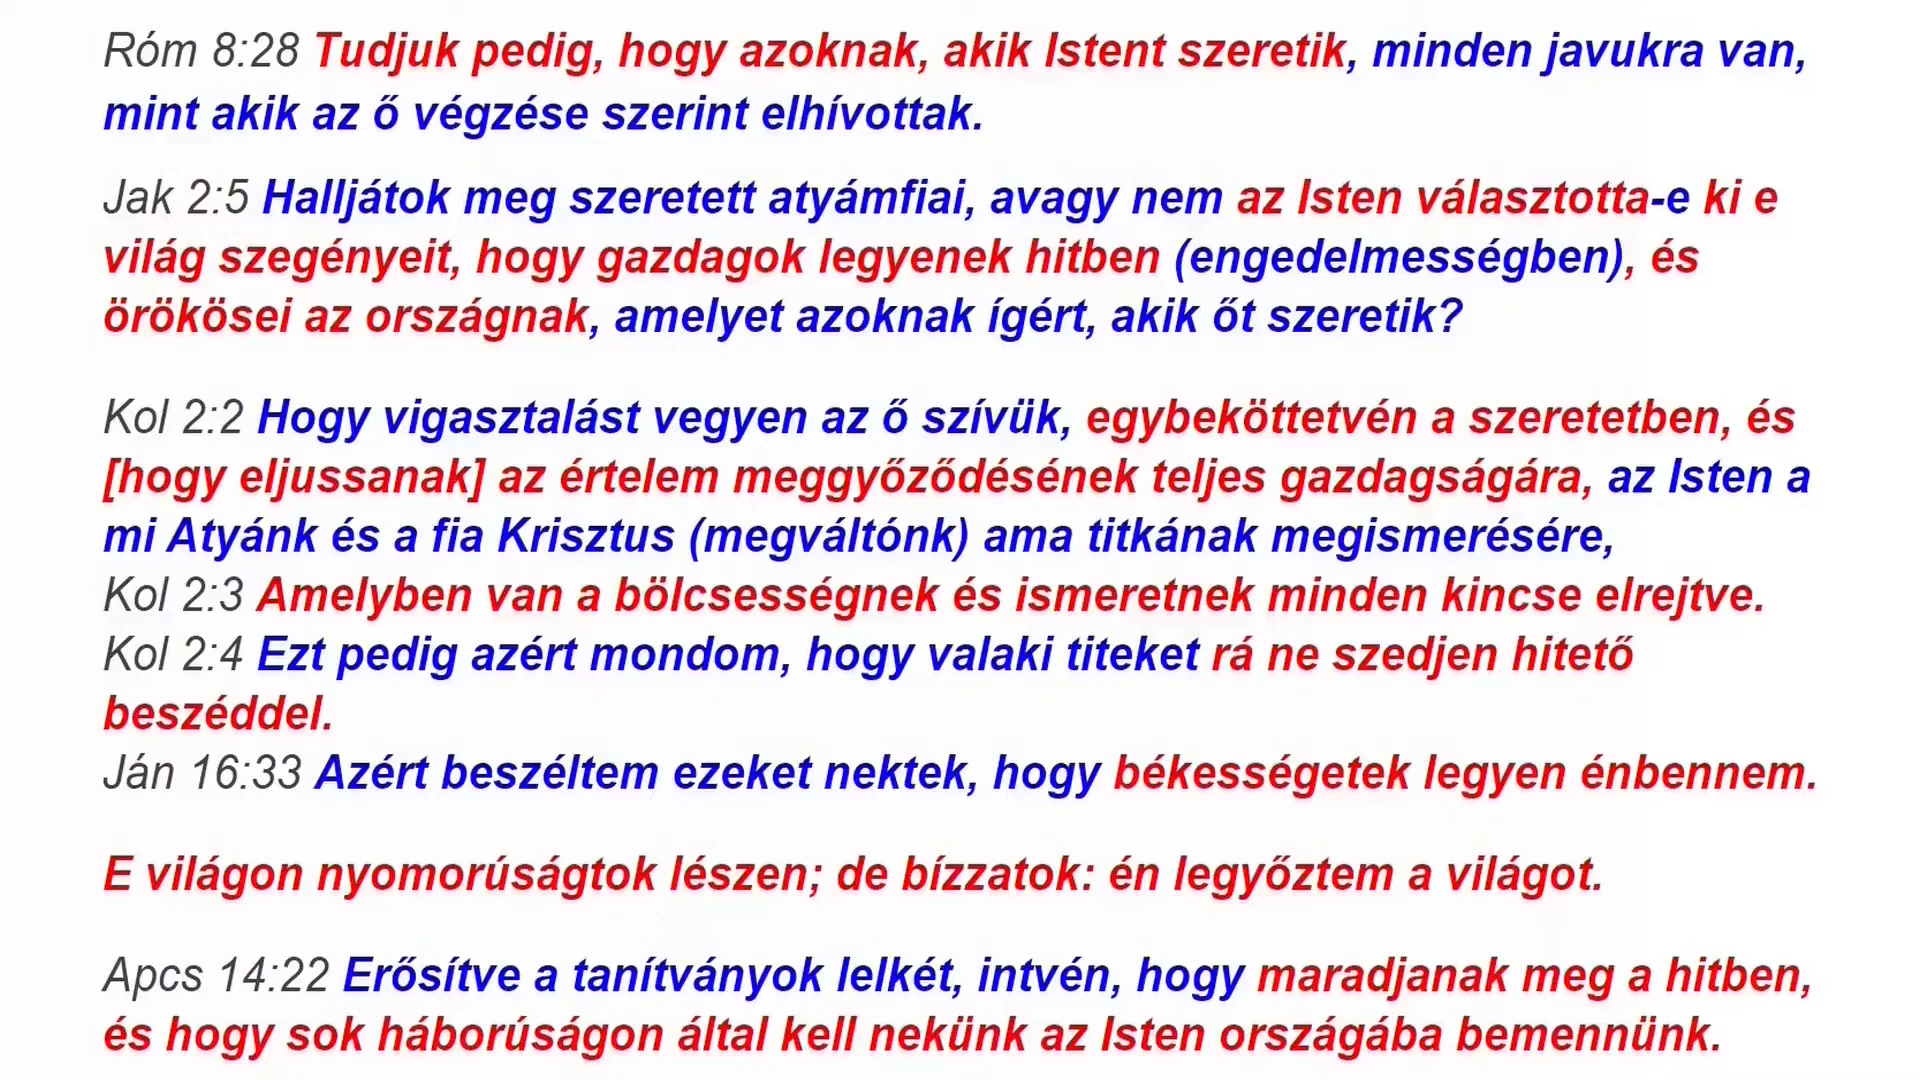 Róm 8:28 Tudjuk pedig, hogy azoknak, akik Istent szeretik, minden javukra van,
mint akik az ő végzése szerint elhívottak.
Jak 2:5 Halljátok meg szeretett atyámfiai, avagy nem az Isten választotta-e ki e
világ szegényeit, hogy gazdagok legyenek hitben (engedelmességben), és
örökösei az országnak, amelyet azoknak ígért, akik őt szeretik?
Kol 2:2 Hogy vigasztalást vegyen az ő szívük, egybeköttetvén a szeretetben, és
[hogy eljussanak] az értelem meggyőződésének teljes gazdagságára, az Isten a
mi Atyánk és a fia Krisztus (megváltónk) ama titkának megismerésére,
Kol 2:3 Amelyben van a bölcsességnek és ismeretnek minden kincse elrejtve.
Kol 2:4 Ezt pedig azért mondom, hogy valaki titeket rá ne szedjen hitető
beszéddel.
Ján 16:33 Azért beszéltem ezeket nektek, hogy békességetek legyen énbennem.
E világon nyomorúságtok lészen; de bízzatok: én legyőztem a világot.
Apcs 14:22 Erősítve a tanítványok lelkét, intvén, hogy maradjanak meg a hitben,
és hogy sok háborúságon által kell nekünk az Isten országába bemennünk.